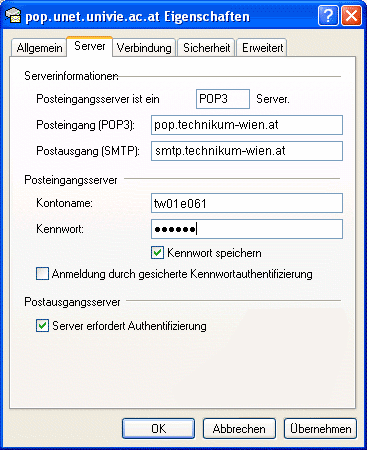 pop.unet.univie.ac.at Eigenschaften
Allgemein Server Verbindung Sicherheit Erweitert
Serverinformationen
Posteingangsserver ist ein POP3 Server.
Posteingang (POP3): pop.technikum-wien.at
Postausgang (SMTP): smtp.technikum-wien.at
Posteingangsserver
Kontoname: tw01e061
Kennwort: ●●●●●●
Kennwort speichern
Anmeldung durch gesicherte Kennwortauthentifizierung
Postausgangsserver
Server erfordert Authentifizierung
OK Abbrechen Übernehmen